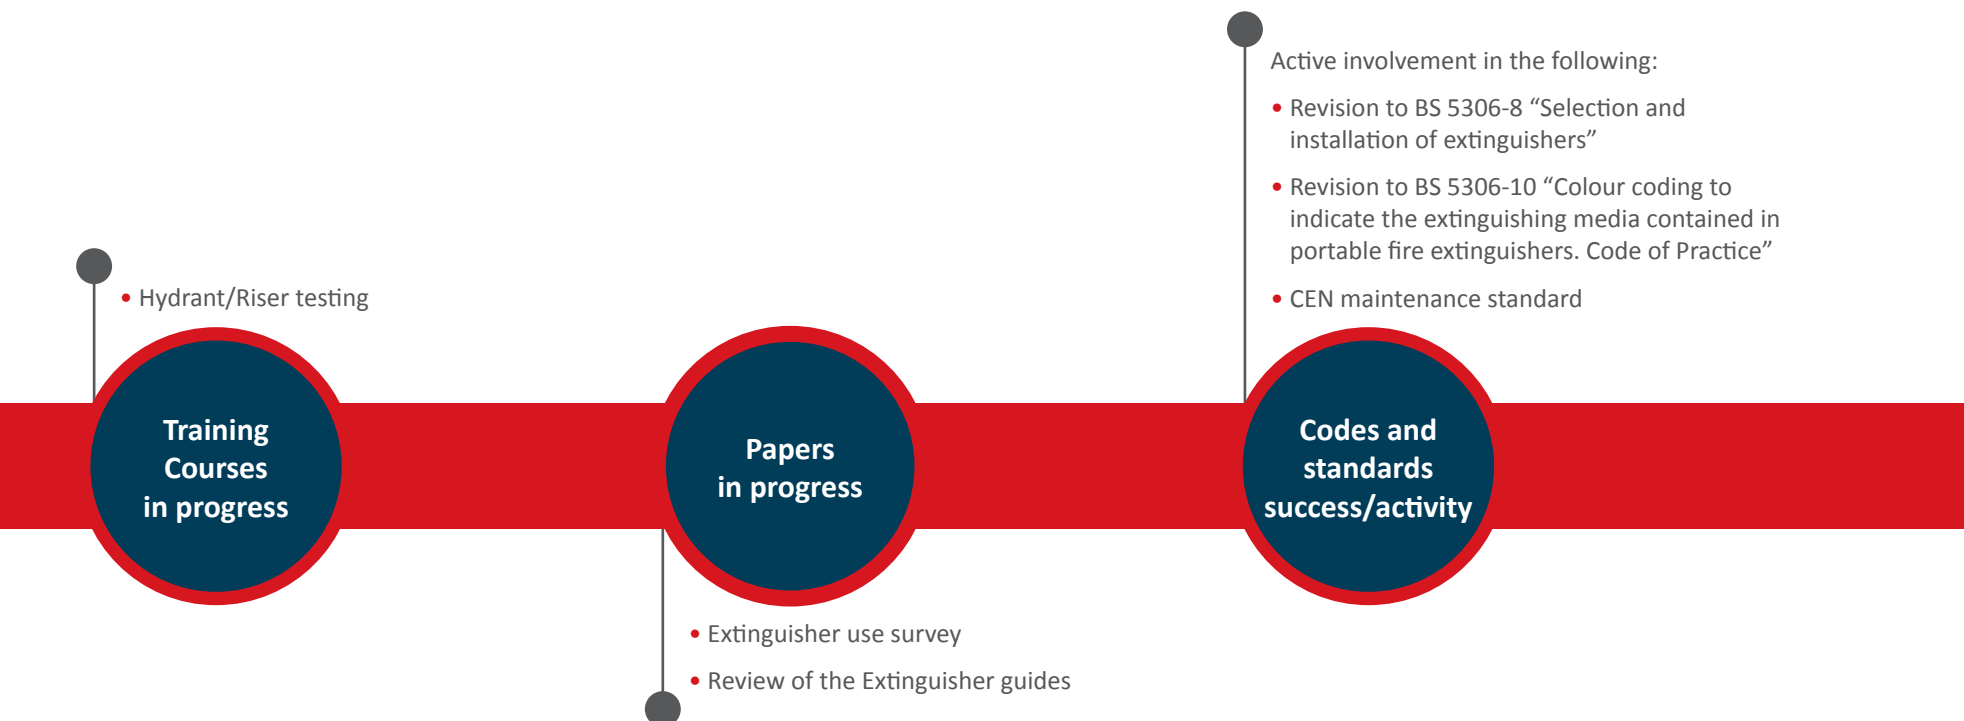 • Hydrant/Riser testing
Training
Courses
in progress
Papers
in progress
• Extinguisher use survey
• Review of the Extinguisher guides
Active involvement in the following:
• Revision to BS 5306-8 “Selection and
installation of extinguishers”
• Revision to BS 5306-10 “Colour coding to
indicate the extinguishing media contained in
portable fire extinguishers. Code of Practice”
• CEN maintenance standard
Codes and
standards
success/activity